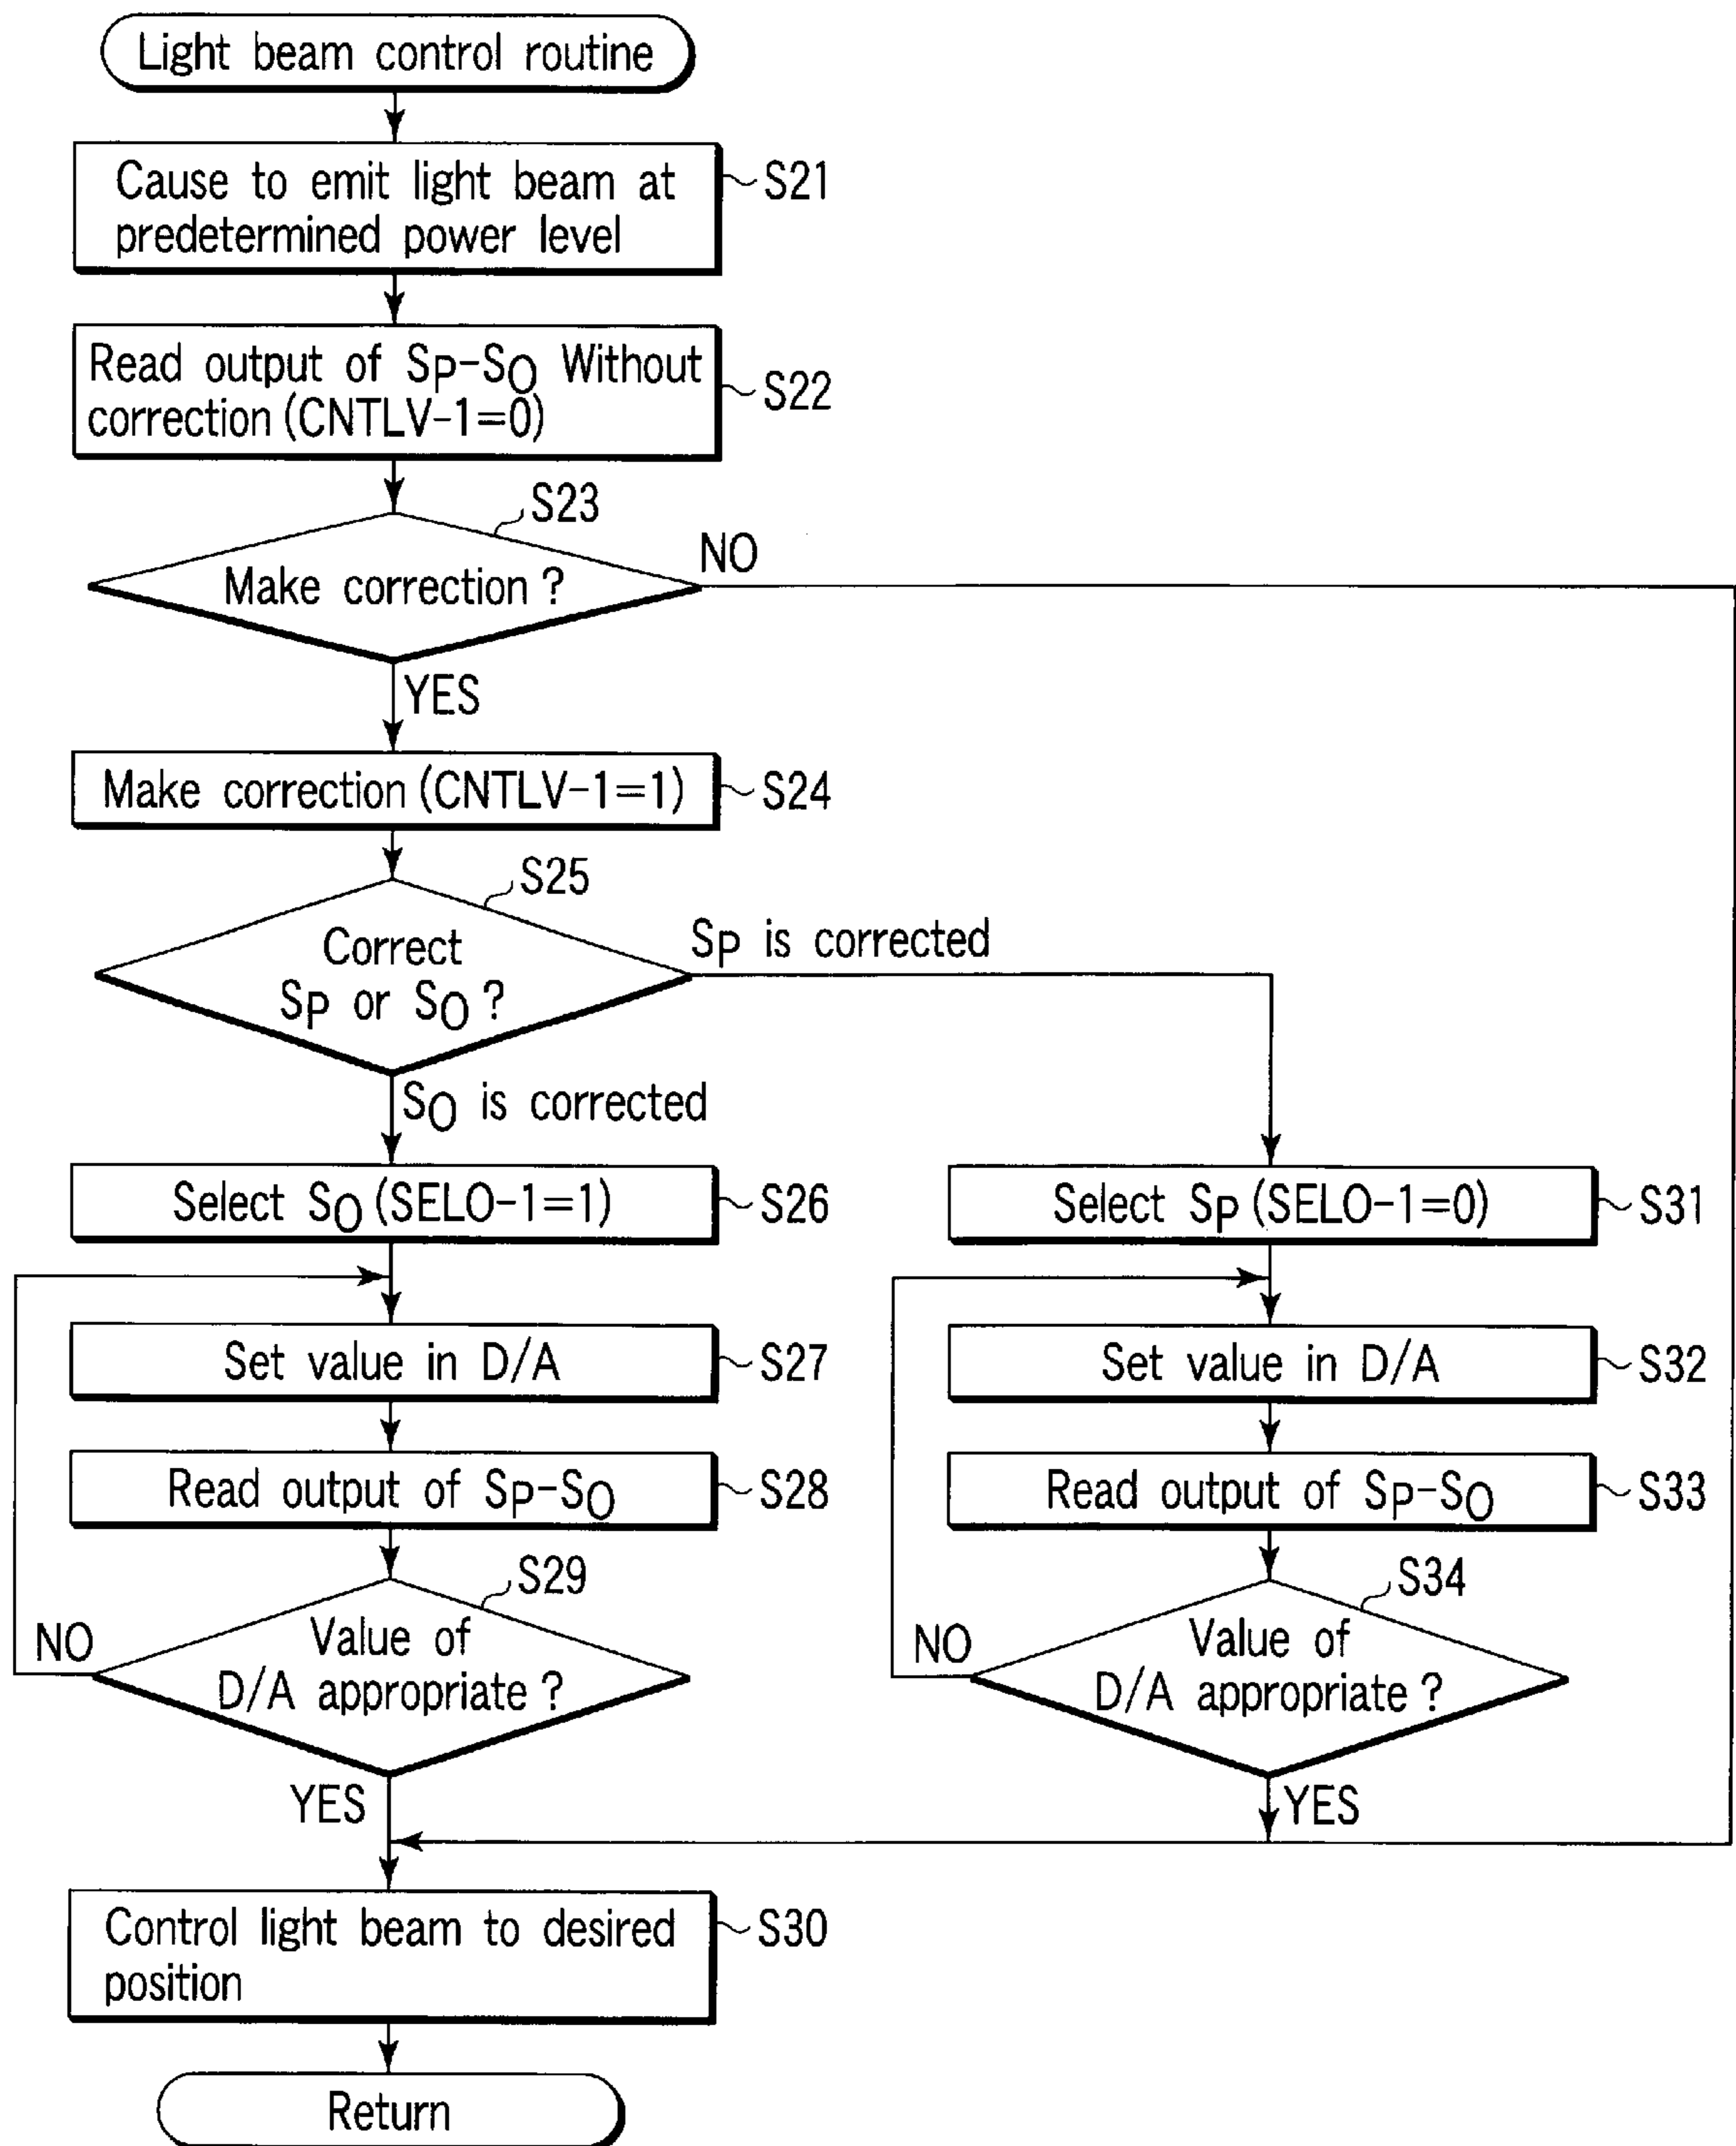 Light beam control routine
Cause to emit light beam at
predetermined power level
S21
Read output of SP-SO Without
correction (CNTLV-1=0)
S22
S23
Make correction ?
NO
YES
Make correction (CNTLV-1=1)
S24
S25
Correct
SP or SO ?
SP is corrected
SO is corrected
Select SO (SELO-1=1)
S26
Select SP (SELO-1=0)
S31
Set value in D/A
S27
Set value in D/A
S32
Read output of SP-SO
S28
Read output of SP-SO
S33
S29
Value of
D/A appropriate ?
NO
YES
S34
Value of
D/A appropriate ?
NO
YES
Control light beam to desired
position
S30
Return